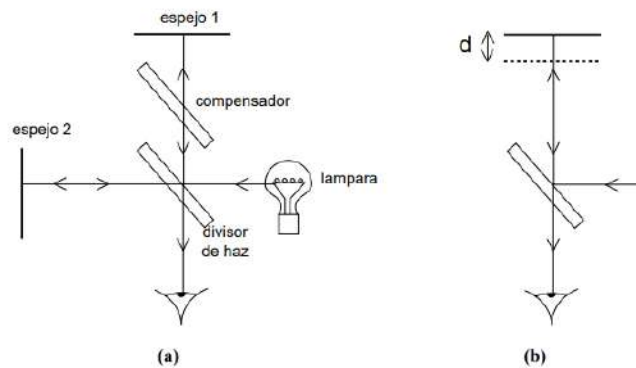 espejo 1
d
compensador
espejo 2
lampara
divisor
de haz
(a)
(b)